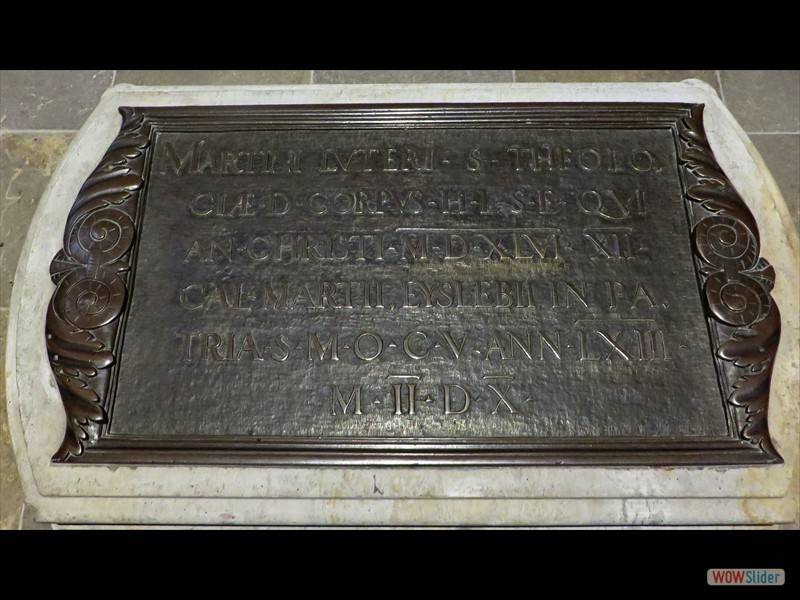 MARTINI LVTERI · S · THEOLO,
GIÆ · D · CORPVS · H · L · S · E · QVI
AN · CHRISTI · M · D · XLVI · XII ·
CAL · MARTII, EYSLEBII IN PA,
TRIA · S · M · O · C · V · ANN · LXIII ·
M · II · D · X ·
WOWSlider